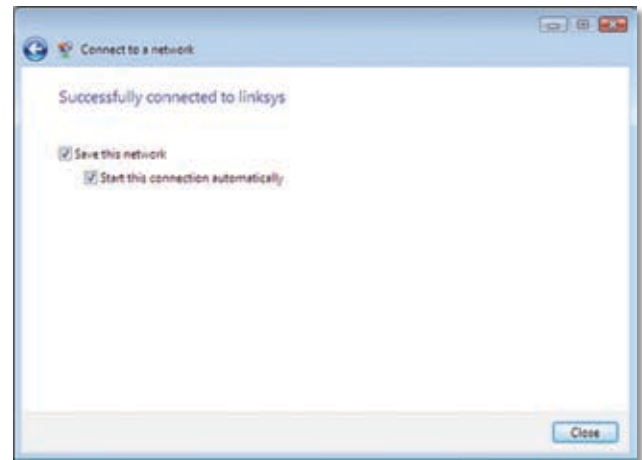 Connect to a network
Successfully connected to linksys
Save this network
Start this connection automatically
Close